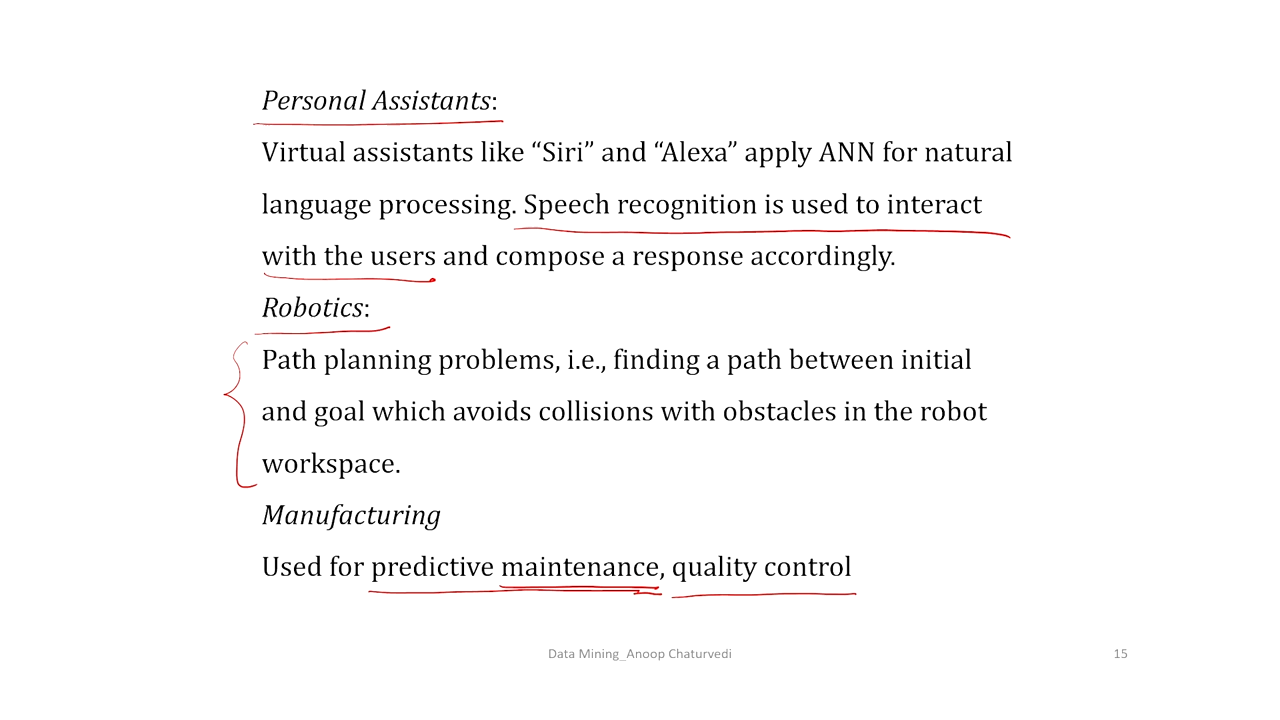 Personal Assistants:
Virtual assistants like “Siri” and “Alexa” apply ANN for natural
language processing. Speech recognition is used to interact
with the users and compose a response accordingly.
Robotics:
Path planning problems, i.e., finding a path between initial
and goal which avoids collisions with obstacles in the robot
workspace.
Manufacturing
Used for predictive maintenance, quality control
Data Mining_Anoop Chaturvedi
15